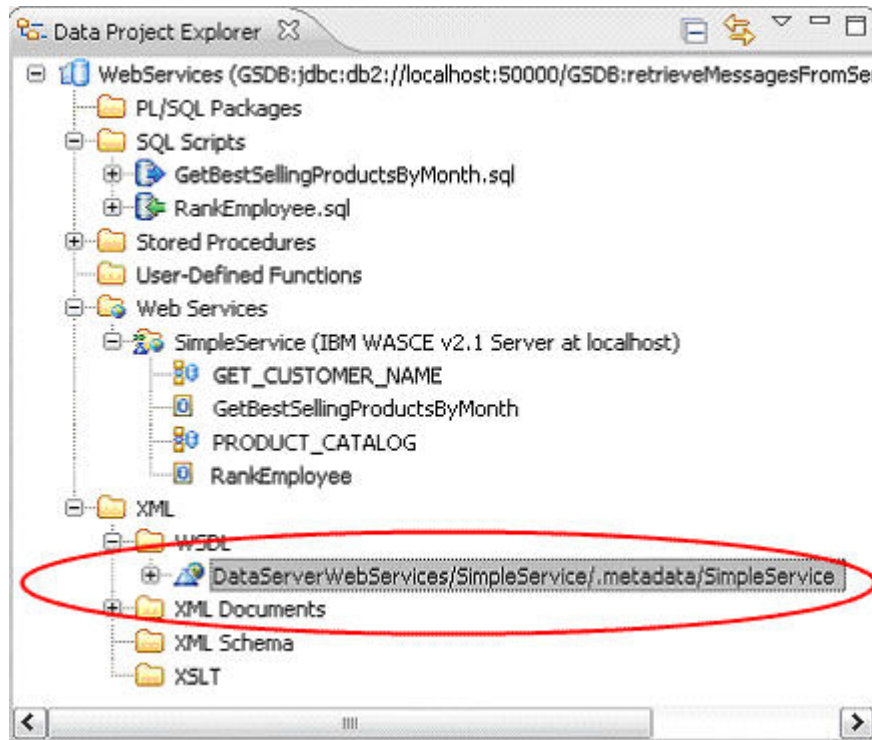 Data Project Explorer
WebServices (GSDB:jdbc:db2://localhost:50000/GSDB:retrieveMessagesFromSe
PL/SQL Packages
SQL Scripts
GetBestSellingProductsByMonth.sql
RankEmployee.sql
Stored Procedures
User-Defined Functions
Web Services
SimpleService (IBM WASCE v2.1 Server at localhost)
GET_CUSTOMER_NAME
GetBestSellingProductsByMonth
PRODUCT_CATALOG
RankEmployee
XML
WSDL
DataServerWebServices/SimpleService/.metadata/SimpleService
XML Documents
XML Schema
XSLT